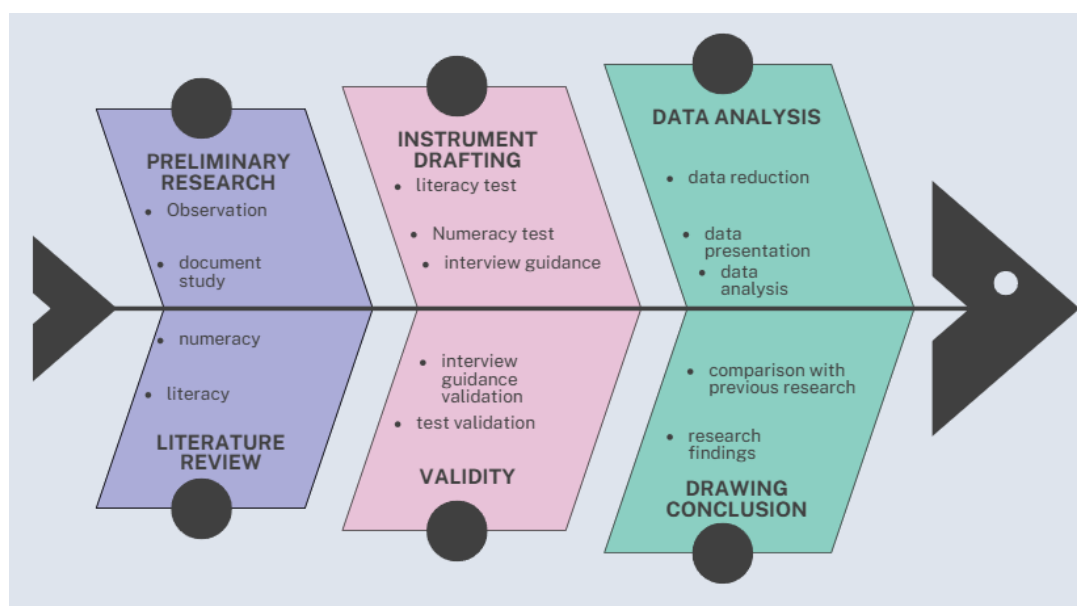 PRELIMINARY
RESEARCH
Observation
document
study
INSTRUMENT
DRAFTING
literacy test
Numeracy test
interview guidance
DATA ANALYSIS
data reduction
data
presentation
data
analysis
numeracy
literacy
LITERATURE
REVIEW
interview
guidance
validation
test validation
VALIDITY
comparison with
previous research
research
findings
DRAWING
CONCLUSION